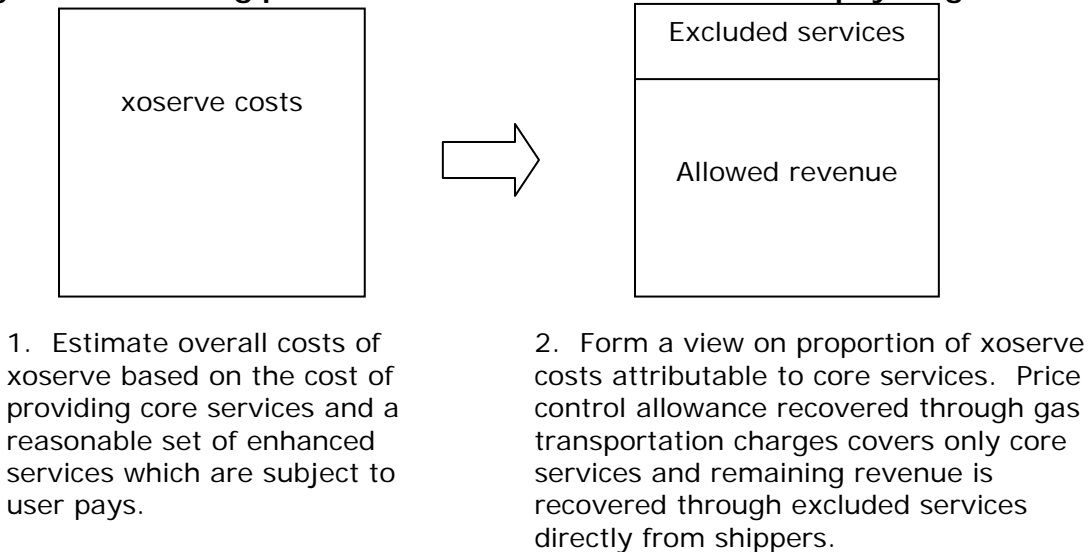 Excluded services
xoserve costs
Allowed revenue
1. Estimate overall costs of
xoserve based on the cost of
providing core services and a
reasonable set of enhanced
services which are subject to
user pays.
2. Form a view on proportion of xoserve
costs attributable to core services. Price
control allowance recovered through gas
transportation charges covers only core
services and remaining revenue is
recovered through excluded services
directly from shippers.